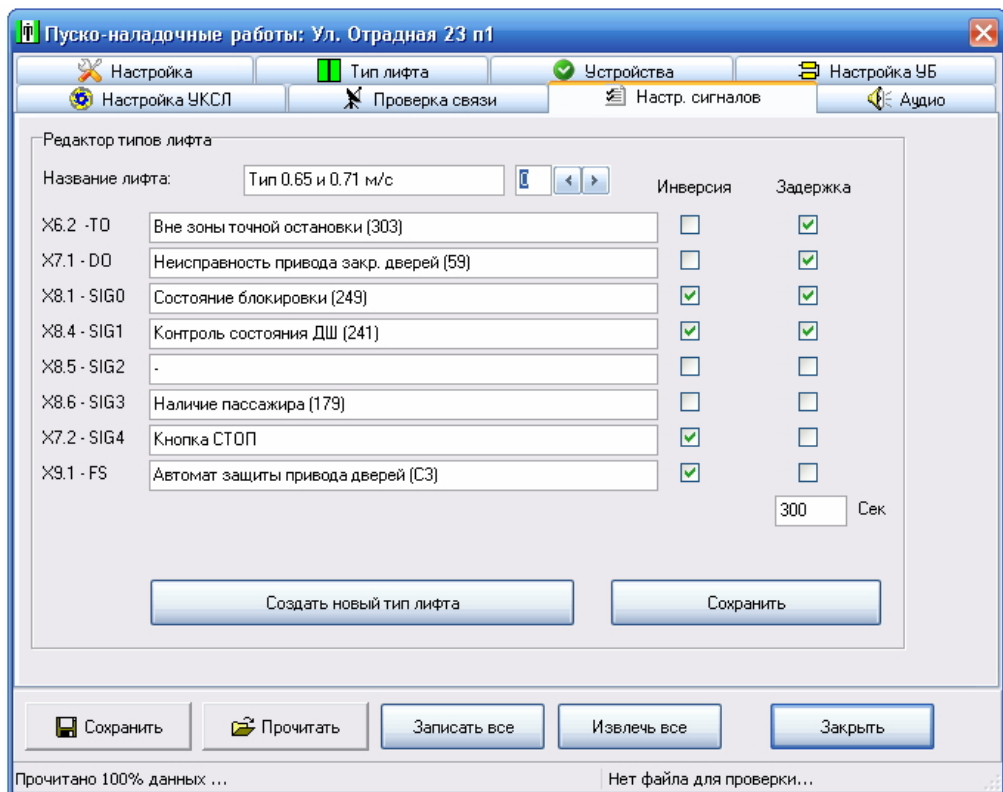 Пуско-наладочные работы: Ул. Отрадная 23 п1
Настройка Тип лифта Устройства Настройка УБ
Настройка УКСЛ Проверка связи Настр. сигналов Аудио
Редактор типов лифта
Название лифта: Тип 0.65 и 0.71 м/с 0 Инверсия Задержка
X6.2 -TO Вне зоны точной остановки (303)
X7.1 - DO Неисправность привода закр. дверей (59)
X8.1 - SIG0 Состояние блокировки (249)
X8.4 - SIG1 Контроль состояния ДШ (241)
X8.5 - SIG2 -
X8.6 - SIG3 Наличие пассажира (179)
X7.2 - SIG4 Кнопка СТОП
X9.1 - FS Автомат защиты привода дверей (С3)
300 Сек
Создать новый тип лифта Сохранить
Сохранить Прочитать Записать все Извлечь все Закрыть
Прочитано 100% данных ... Нет файла для проверки...